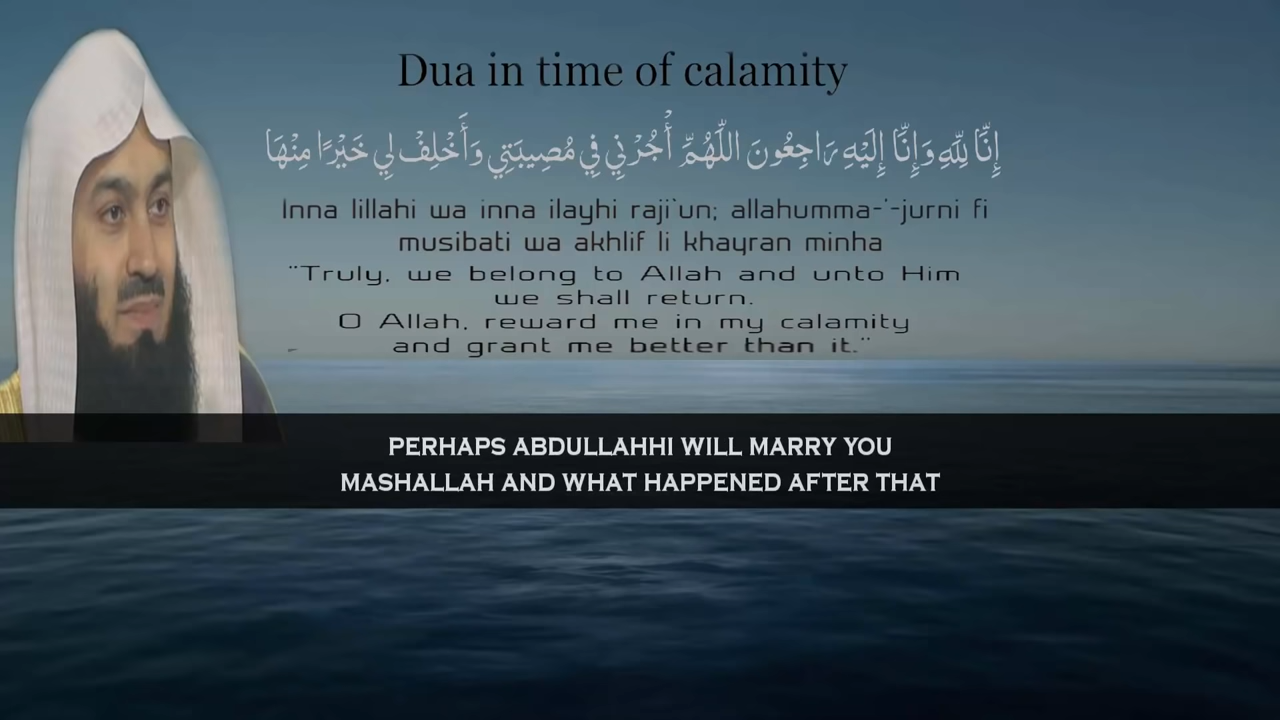 Dua in time of calamity
إِنَّا لِلَّهِ وَإِنَّا إِلَيْهِ رَاجِعُونَ اللَّهُمَّ أْجُرْنِي فِي مُصِيبَتِي وَأَخْلِفْ لِي خَيْرًا مِنْهَا
Inna lillahi wa inna ilayhi raji`un; allahumma-'-jurni fi
musibati wa akhlif li khayran minha
"Truly, we belong to Allah and unto Him
we shall return.
O Allah, reward me in my calamity
and grant me better than it."
PERHAPS ABDULLAHHI WILL MARRY YOU
MASHALLAH AND WHAT HAPPENED AFTER THAT